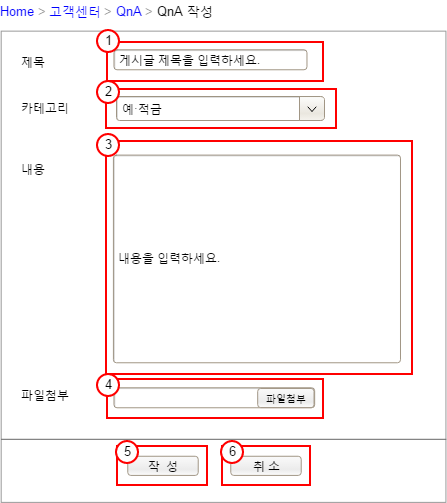 Home > 고객센터 > QnA > QnA 작성
1
제목 게시글 제목을 입력하세요.
2
카테고리 예·적금
3
내용
내용을 입력하세요.
4
파일첨부 파일첨부
5 6
작 성 취 소